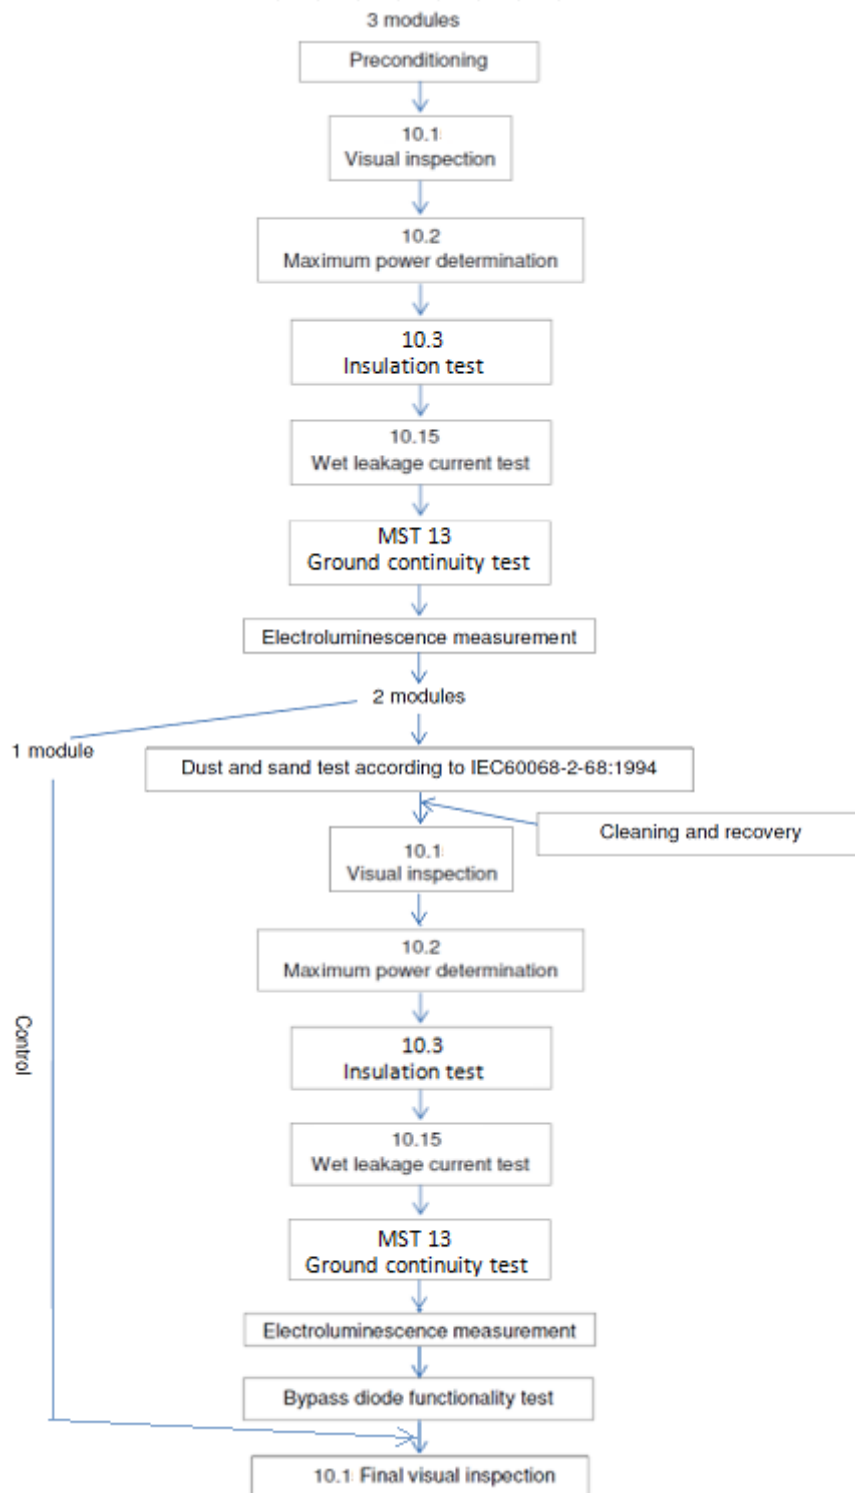 3 modules
Preconditioning
10.1
Visual inspection
10.2
Maximum power determination
10.3
Insulation test
10.15
Wet leakage current test
MST 13
Ground continuity test
Electroluminescence measurement
2 modules
1 module
Dust and sand test according to IEC60068-2-68:1994
Cleaning and recovery
10.1
Visual inspection
10.2
Maximum power determination
10.3
Insulation test
Control
10.15
Wet leakage current test
MST 13
Ground continuity test
Electroluminescence measurement
Bypass diode functionality test
10.1 Final visual inspection